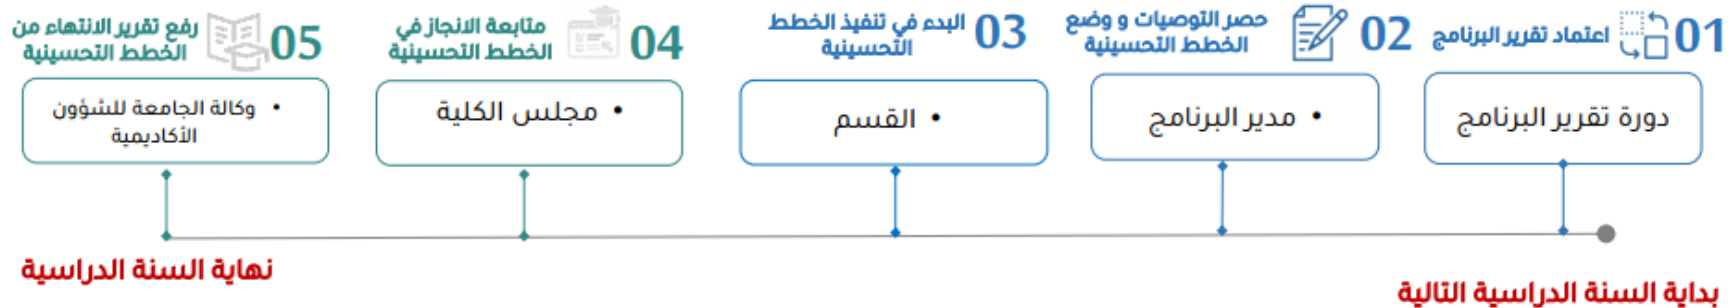 01
اعتماد تقرير البرنامج
دورة تقرير البرنامج
02
حصر التوصيات و وضع
الخطط التحسينية
• مدير البرنامج
03
البدء في تنفيذ الخطط
التحسينية
• القسم
04
متابعة الانجاز في
الخطط التحسينية
• مجلس الكلية
05
رفع تقرير الانتهاء من
الخطط التحسينية
• وكالة الجامعة للشؤون
الأكاديمية
بداية السنة الدراسية التالية
نهاية السنة الدراسية